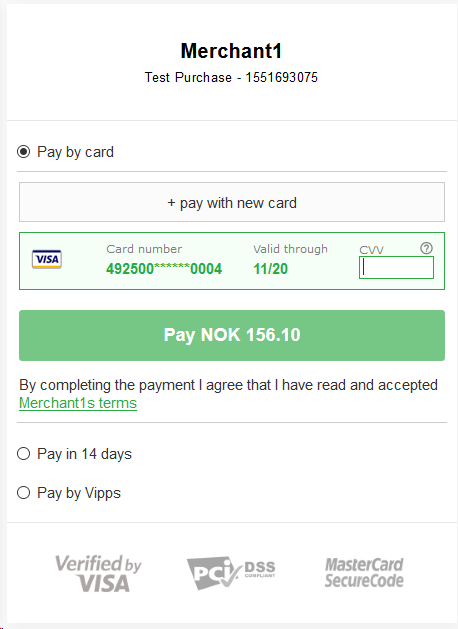 Merchant1
Test Purchase - 1551693075
Pay by card
+ pay with new card
VISA
Card number
Valid through
CVV
?
492500******0004
11/20
Pay NOK 156.10
By completing the payment I agree that I have read and accepted
Merchant1s terms
Pay in 14 days
Pay by Vipps
Verified by
VISA
PCI DSS
COMPLIANT
MasterCard
SecureCode